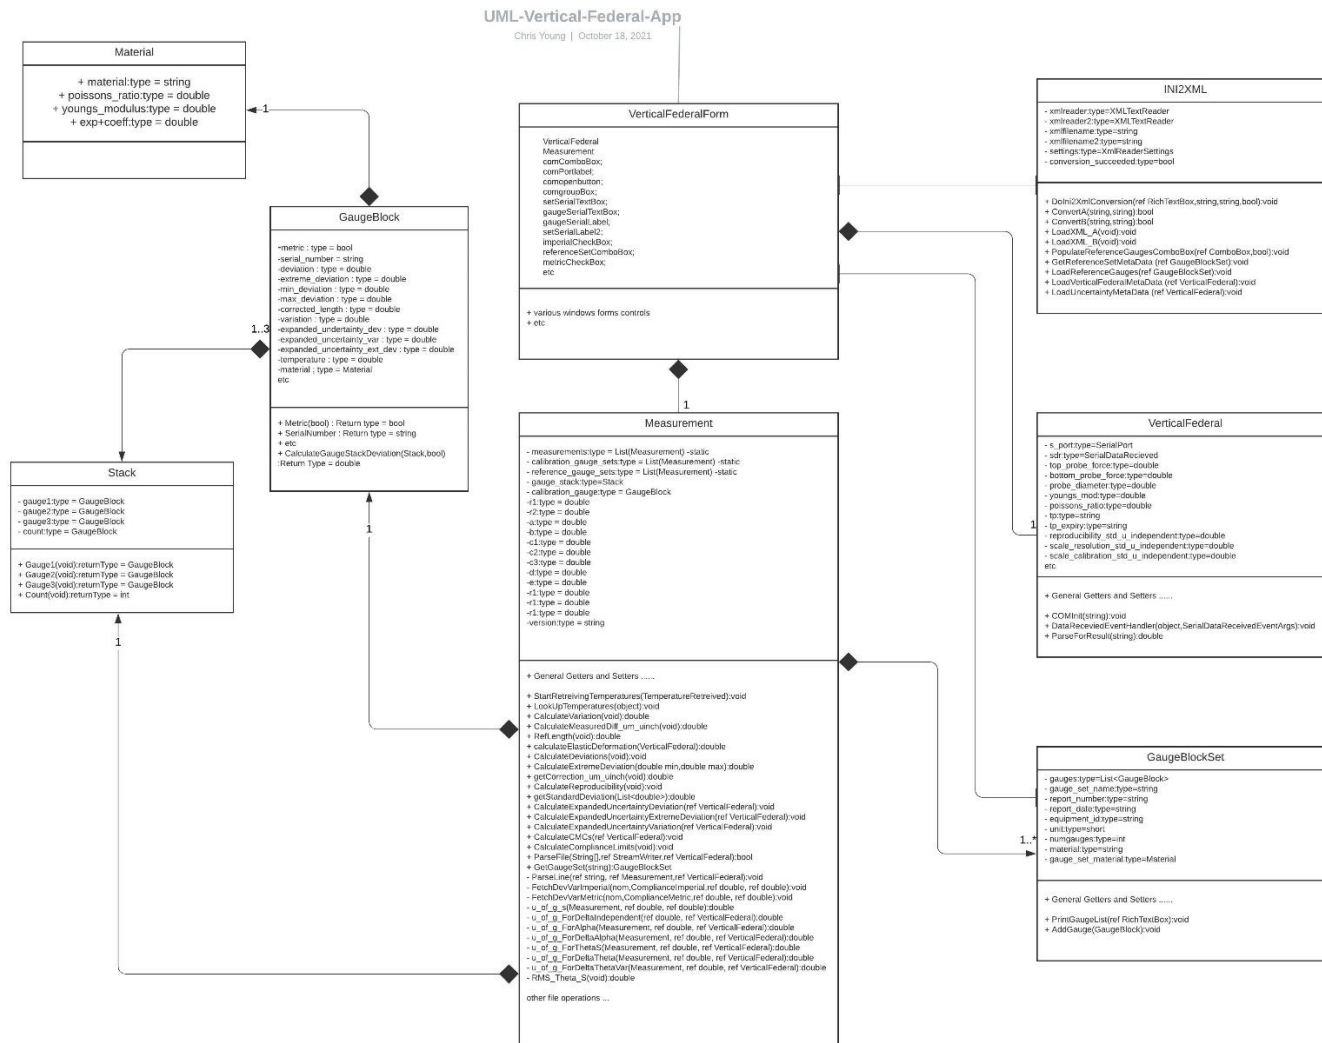 UML-Vertical-Federal-App
Chris Young | October 18, 2021
Material
+ material:type = string
+ poissons_ratio:type = double
+ youngs_modulus:type = double
+ exp+coeff:type = double
1
GaugeBlock
-metric : type = bool
-serial_number = string
-deviation : type = double
-extreme_deviation : type = double
-min_deviation : type = double
-max_deviation : type = double
-corrected_length : type = double
-variation : type = double
-expanded_undertainty_dev : type = double
-expanded_uncertainty_var : type = double
-expanded_uncertainty_ext_dev : type = double
-temperature : type = double
-material ; type = Material
etc
+ Metric(bool) : Return type = bool
+ SerialNumber : Return type = string
+ etc
+ CalculateGaugeStackDeviation(Stack,bool)
:Return Type = double
1..3
Stack
- gauge1:type = GaugeBlock
- gauge2:type = GaugeBlock
- gauge3:type = GaugeBlock
- count:type = GaugeBlock
+ Gauge1(void):returnType = GaugeBlock
+ Gauge2(void):returnType = GaugeBlock
+ Gauge3(void):returnType = GaugeBlock
+ Count(void):returnType = int
1
1
VerticalFederalForm
VerticalFederal
Measurement
comComboBox;
comPortlabel;
comopenbutton;
comgroupBox;
setSerialTextBox;
gaugeSerialTextBox;
gaugeSerialLabel;
setSerialLabel2;
imperialCheckBox;
referenceSetComboBox;
metricCheckBox;
etc
+ various windows forms controls
+ etc
1
Measurement
- measurements:type = List(Measurement) -static
- calibration_gauge_sets:type = List(Measurement) -static
- reference_gauge_sets:type = List(Measurement) -static
- gauge_stack:type=Stack
- calibration_gauge:type = GaugeBlock
-r1:type = double
-r2:type = double
-a:type = double
-b:type = double
-c1:type = double
-c2:type = double
-c3:type = double
-d:type = double
-e:type = double
-r1:type = double
-r1:type = double
-r1:type = double
-version:type = string
+ General Getters and Setters ......
+ StartRetreivingTemperatures(TemperatureRetreived):void
+ LookUpTemperatures(object):void
+ CalculateVariation(void):double
+ CalculateMeasuredDiff_um_uinch(void):double
+ RefLength(void):double
+ calculateElasticDeformation(VerticalFederal):double
+ CalculateDeviations(void):void
+ CalculateExtremeDeviation(double min,double max):double
+ getCorrection_um_uinch(void):double
+ CalculateReproducibility(void):void
+ getStandardDeviation(List<double>):double
+ CalculateExpandedUncertaintyDeviation(ref VerticalFederal):void
+ CalculateExpandedUncertaintyExtremeDeviation(ref VerticalFederal):void
+ CalculateExpandedUncertaintyVariation(ref VerticalFederal):void
+ CalculateCMCs(ref VerticalFederal):void
+ CalculateComplianceLimits(void):void
+ ParseFile(String[],ref StreamWriter,ref VerticalFederal):bool
+ GetGaugeSet(string):GaugeBlockSet
- ParseLine(ref string, ref Measurement,ref VerticalFederal):void
- FetchDevVarImperial(nom,ComplianceImperial,ref double, ref double):void
- FetchDevVarMetric(nom,ComplianceMetric,ref double, ref double):void
- u_of_g_s(Measurement, ref double, ref double):double
- u_of_g_ForDeltaIndependent(ref double, ref VerticalFederal):double
- u_of_g_ForAlpha(Measurement, ref double, ref VerticalFederal):double
- u_of_g_ForDeltaAlpha(Measurement, ref double, ref VerticalFederal):double
- u_of_g_ForThetaS(Measurement, ref double, ref VerticalFederal):double
- u_of_g_ForDeltaTheta(Measurement, ref double, ref VerticalFederal):double
- u_of_g_ForDeltaThetaVar(Measurement, ref double, ref VerticalFederal):double
- RMS_Theta_S(void):double
other file operations ...
INI2XML
- xmlreader:type=XMLTextReader
- xmlreader2:type=XMLTextReader
- xmlfilename:type=string
- xmlfilename2:type=string
- settings:type=XmlReaderSettings
- conversion_succeeded:type=bool
+ DoIni2XmlConversion(ref RichTextBox,string,string,bool):void
+ ConvertA(string,string):bool
+ ConvertB(string,string):bool
+ LoadXML_A(void):void
+ LoadXML_B(void):void
+ PopulateReferenceGaugesComboBox(ref ComboBox,bool):void
+ GetReferenceSetMetaData (ref GaugeBlockSet):void
+ LoadReferenceGauges(ref GaugeBlockSet):void
+ LoadVerticalFederalMetaData (ref VerticalFederal):void
+ LoadUncertaintyMetaData (ref VerticalFederal):void
VerticalFederal
- s_port:type=SerialPort
- sdr:type=SerialDataRecieved
- top_probe_force:type=double
- bottom_probe_force:type=double
- probe_diameter:type=double
- youngs_mod:type=double
- poissons_ratio:type=double
- tp:type=string
- tp_expiry:type=string
- reproducibility_std_u_independent:type=double
- scale_resolution_std_u_independent:type=double
- scale_calibration_std_u_independent:type=double
etc
+ General Getters and Setters ......
+ COMInit(string):void
+ DataReceviedEventHandler(object,SerialDataReceivedEventArgs):void
+ ParseForResult(string):double
1
GaugeBlockSet
- gauges:type=List<GaugeBlock>
- gauge_set_name:type=string
- report_number:type=string
- report_date:type=string
- equipment_id:type=string
- unit:type=short
- numgauges:type=int
- material:type=string
- gauge_set_material:type=Material
+ General Getters and Setters ......
+ PrintGaugeList(ref RichTextBox):void
+ AddGauge(GaugeBlock):void
1..*